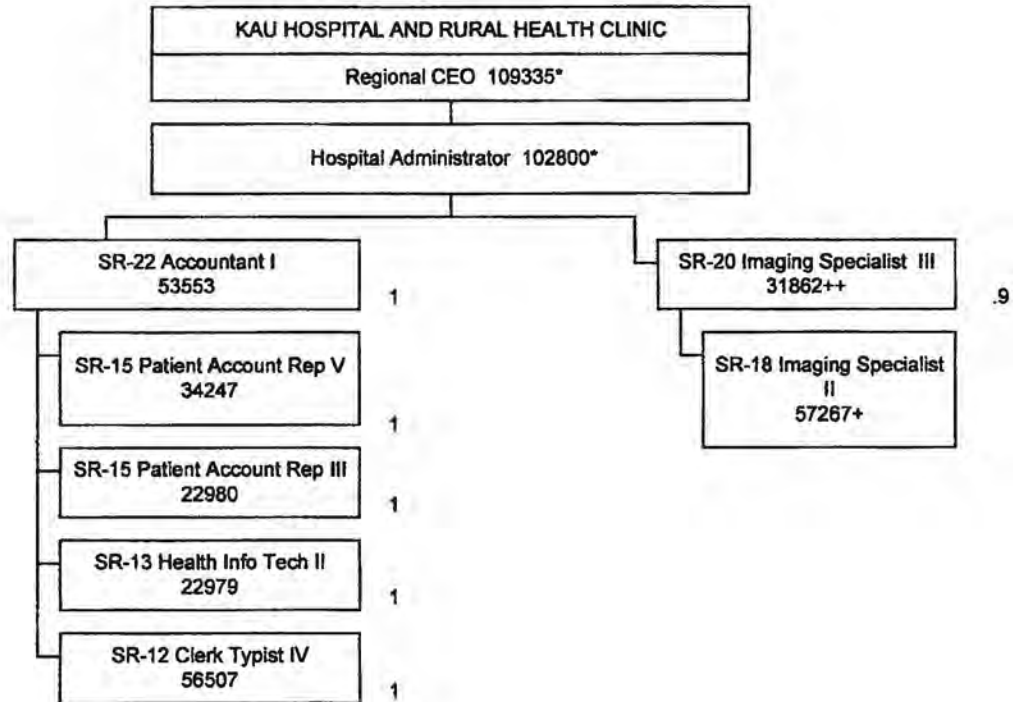 KAU HOSPITAL AND RURAL HEALTH CLINIC
Regional CEO 109335*
Hospital Administrator 102800*
SR-22 Accountant I
53553
1
SR-15 Patient Account Rep V
34247
1
SR-15 Patient Account Rep III
22980
1
SR-13 Health Info Tech II
22979
1
SR-12 Clerk Typist IV
56507
1
SR-20 Imaging Specialist III
31862++
.9
SR-18 Imaging Specialist
II
57267+